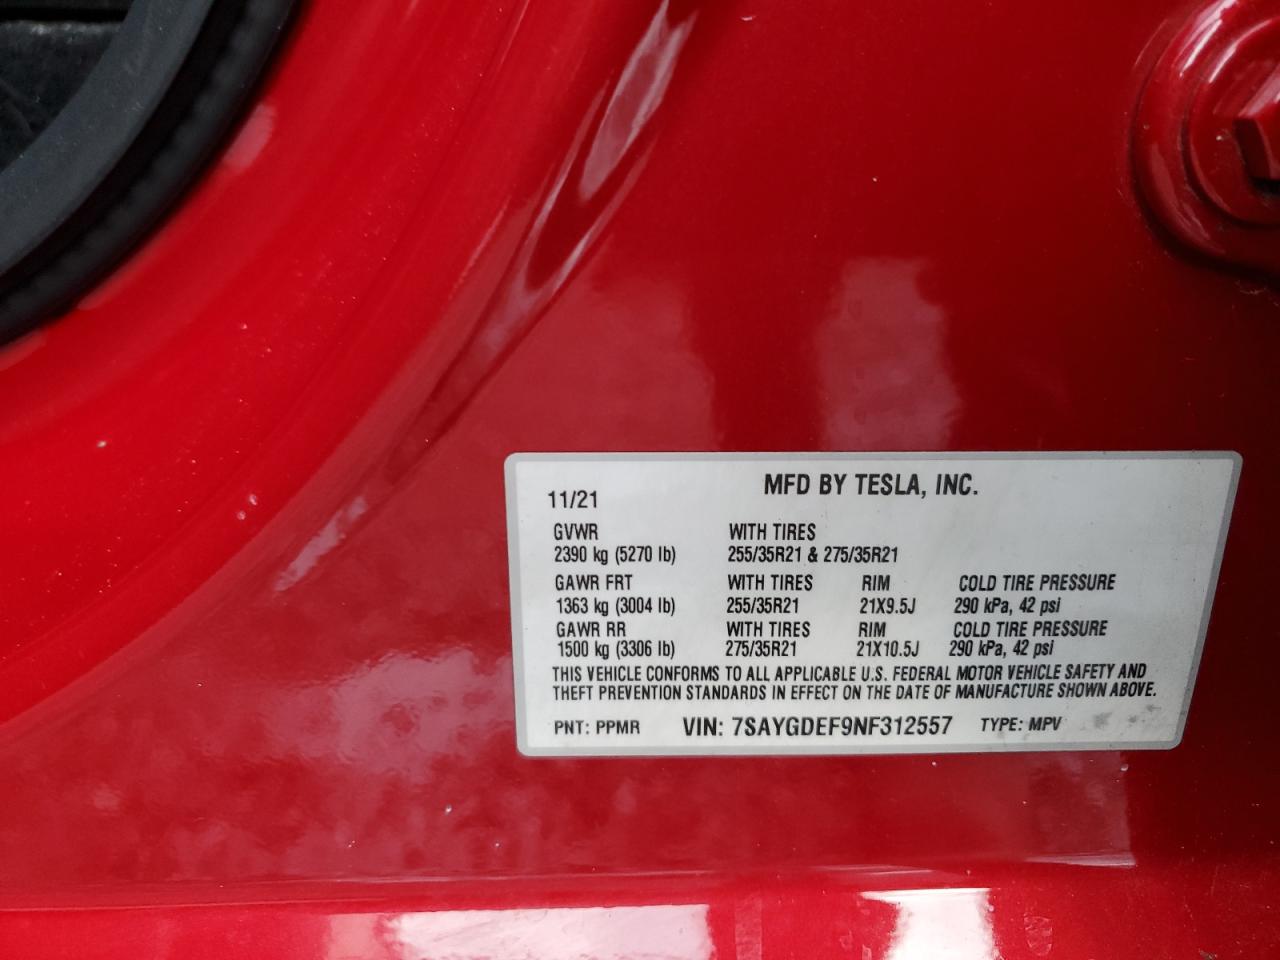 MFD BY TESLA, INC.
11/21
GVWR WITH TIRES
2390 kg (5270 lb) 255/35R21 & 275/35R21
GAWR FRT WITH TIRES RIM COLD TIRE PRESSURE
1363 kg (3004 lb) 255/35R21 21X9.5J 290 kPa, 42 psi
GAWR RR WITH TIRES RIM COLD TIRE PRESSURE
1500 kg (3306 lb) 275/35R21 21X10.5J 290 kPa, 42 psi
THIS VEHICLE CONFORMS TO ALL APPLICABLE U.S. FEDERAL MOTOR VEHICLE SAFETY AND
THEFT PREVENTION STANDARDS IN EFFECT ON THE DATE OF MANUFACTURE SHOWN ABOVE.
PNT: PPMR VIN: 7SAYGDEF9NF312557 TYPE: MPV